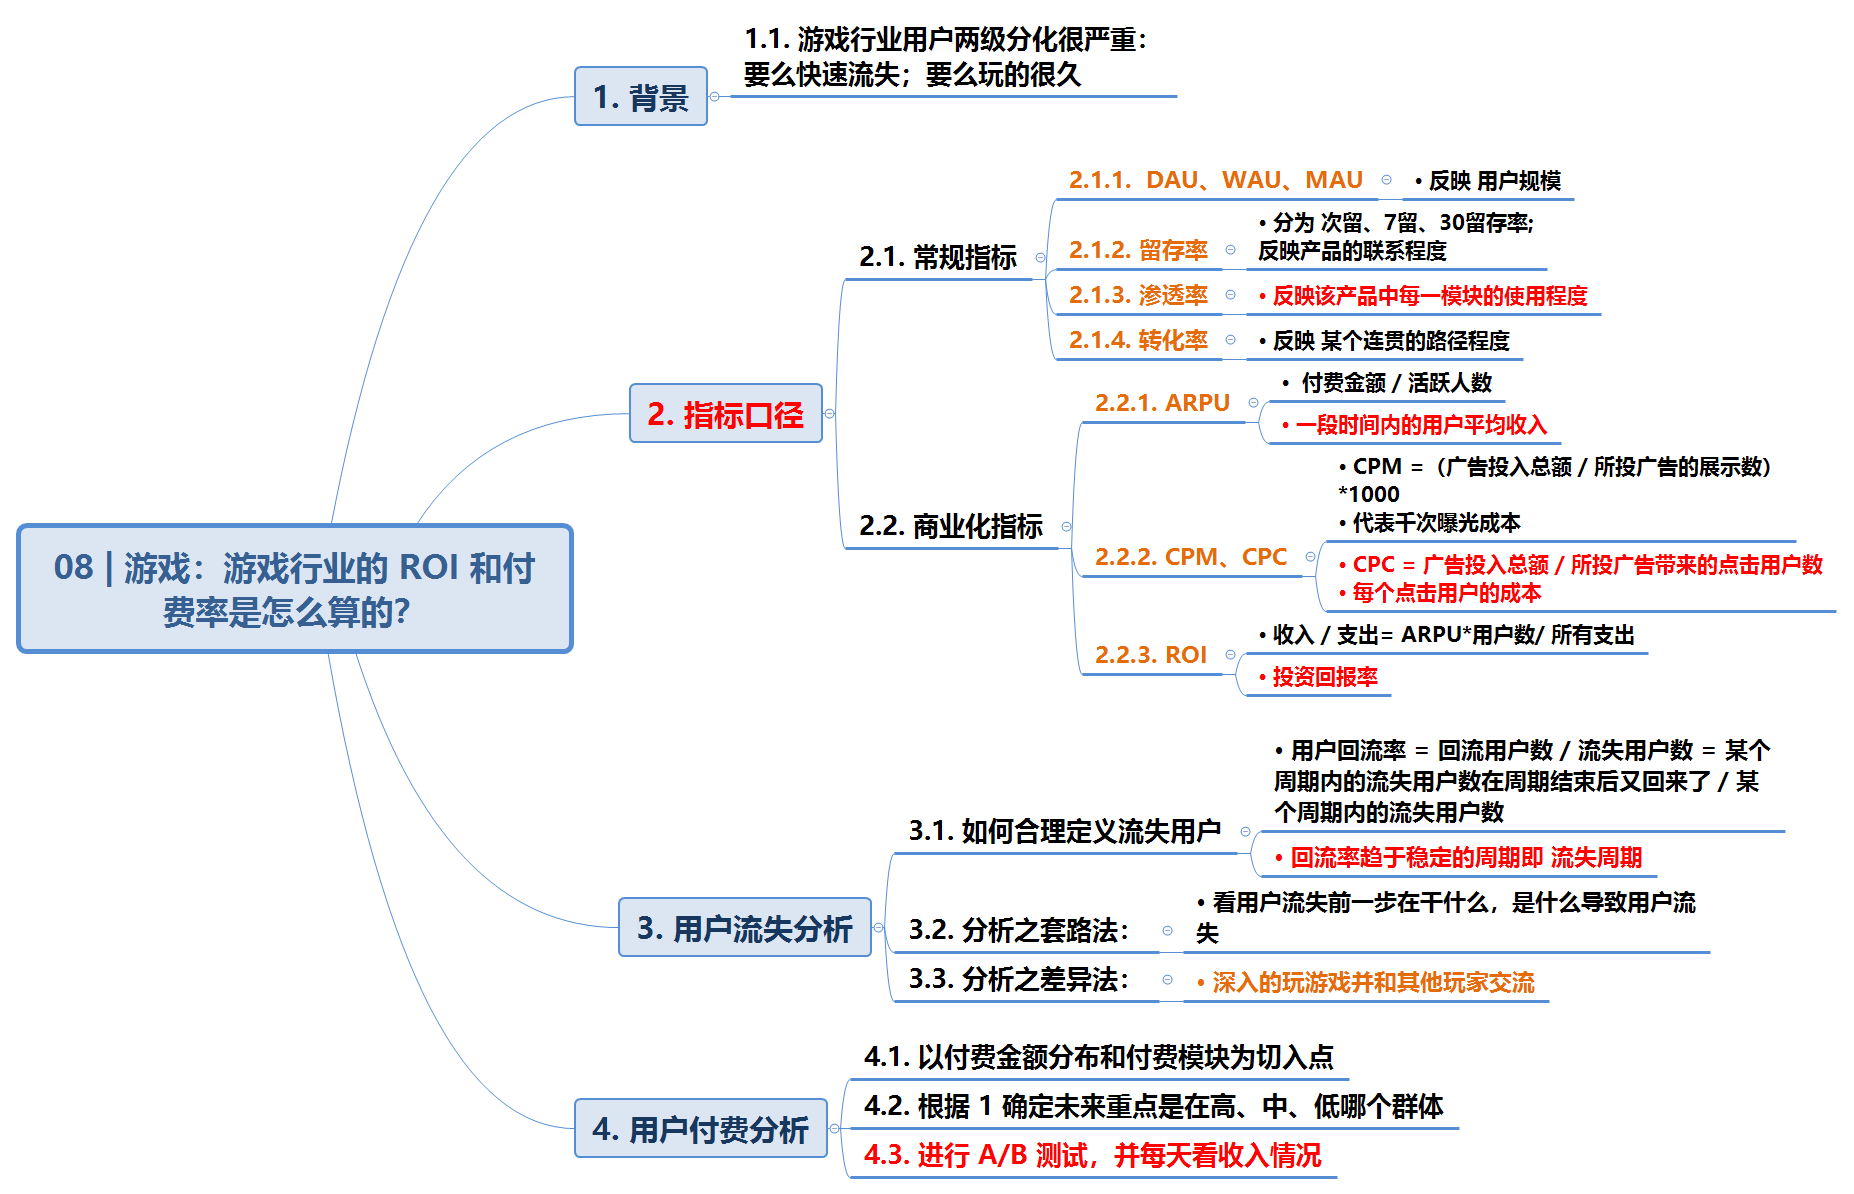 08 | 游戏：游戏行业的 ROI 和付
费率是怎么算的？
1. 背景
1.1. 游戏行业用户两级分化很严重：
要么快速流失；要么玩的很久
2. 指标口径
2.1. 常规指标
2.1.1. DAU、WAU、MAU
• 反映 用户规模
2.1.2. 留存率
• 分为 次留、7留、30留存率;
反映产品的联系程度
2.1.3. 渗透率
• 反映该产品中每一模块的使用程度
2.1.4. 转化率
• 反映 某个连贯的路径程度
2.2. 商业化指标
2.2.1. ARPU
• 付费金额 / 活跃人数
• 一段时间内的用户平均收入
2.2.2. CPM、CPC
• CPM =（广告投入总额 / 所投广告的展示数）
*1000
• 代表千次曝光成本
• CPC = 广告投入总额 / 所投广告带来的点击用户数
• 每个点击用户的成本
2.2.3. ROI
• 收入 / 支出= ARPU*用户数/ 所有支出
• 投资回报率
3. 用户流失分析
3.1. 如何合理定义流失用户
• 用户回流率 = 回流用户数 / 流失用户数 = 某个
周期内的流失用户数在周期结束后又回来了 / 某
个周期内的流失用户数
• 回流率趋于稳定的周期即 流失周期
3.2. 分析之套路法：
• 看用户流失前一步在干什么，是什么导致用户流
失
3.3. 分析之差异法：
• 深入的玩游戏并和其他玩家交流
4. 用户付费分析
4.1. 以付费金额分布和付费模块为切入点
4.2. 根据 1 确定未来重点是在高、中、低哪个群体
4.3. 进行 A/B 测试，并每天看收入情况